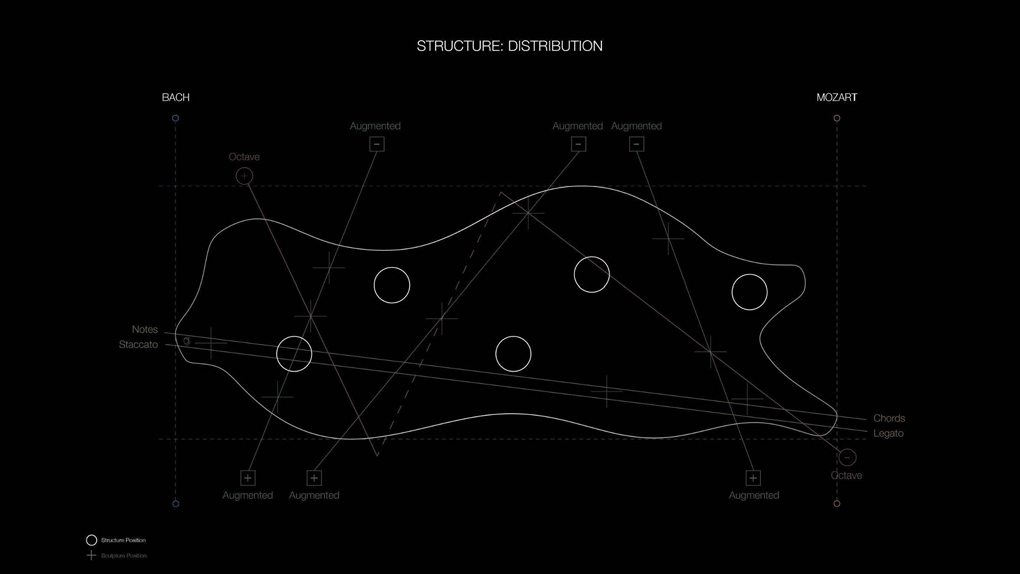 STRUCTURE: DISTRIBUTION
BACH
MOZART
Augmented
Augmented
Augmented
Octave
Notes
Staccato
Chords
Legato
Octave
Augmented
Augmented
Augmented
Structure Position
Sculpture Position